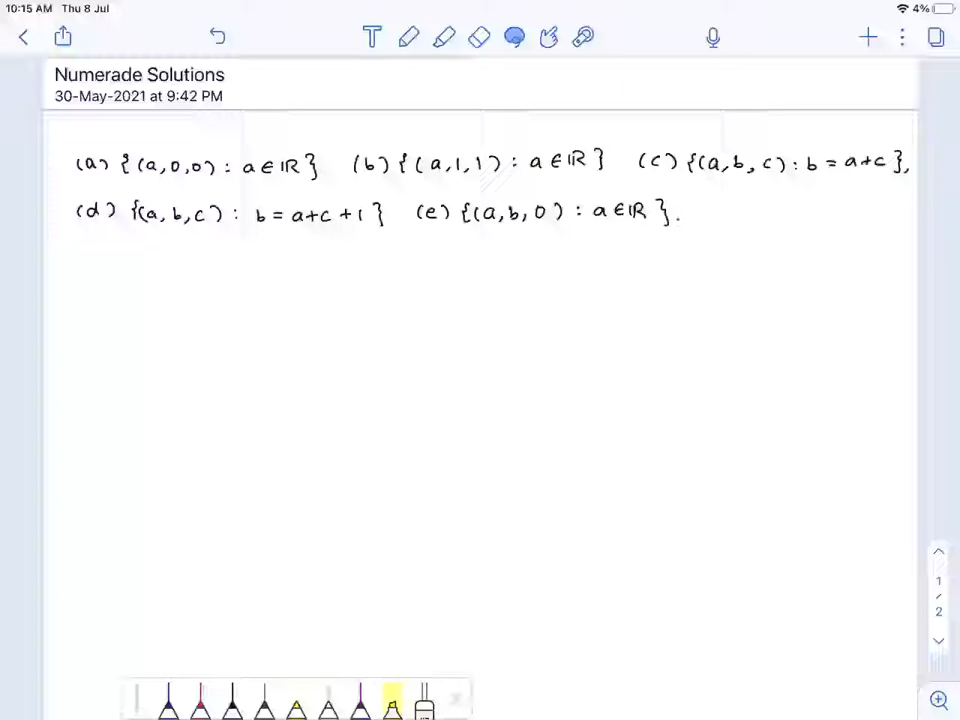 10:15 AM Thu 8 Jul 4%
Numerade Solutions
30-May-2021 at 9:42 PM
(a) {(a,0,0) : a ∈ ℝ} (b) {(a,1,1) : a ∈ ℝ} (c) {(a,b,c) : b = a+c},
(d) {(a,b,c) : b = a+c+1} (e) {(a,b,0) : a ∈ ℝ}.
1
/
2